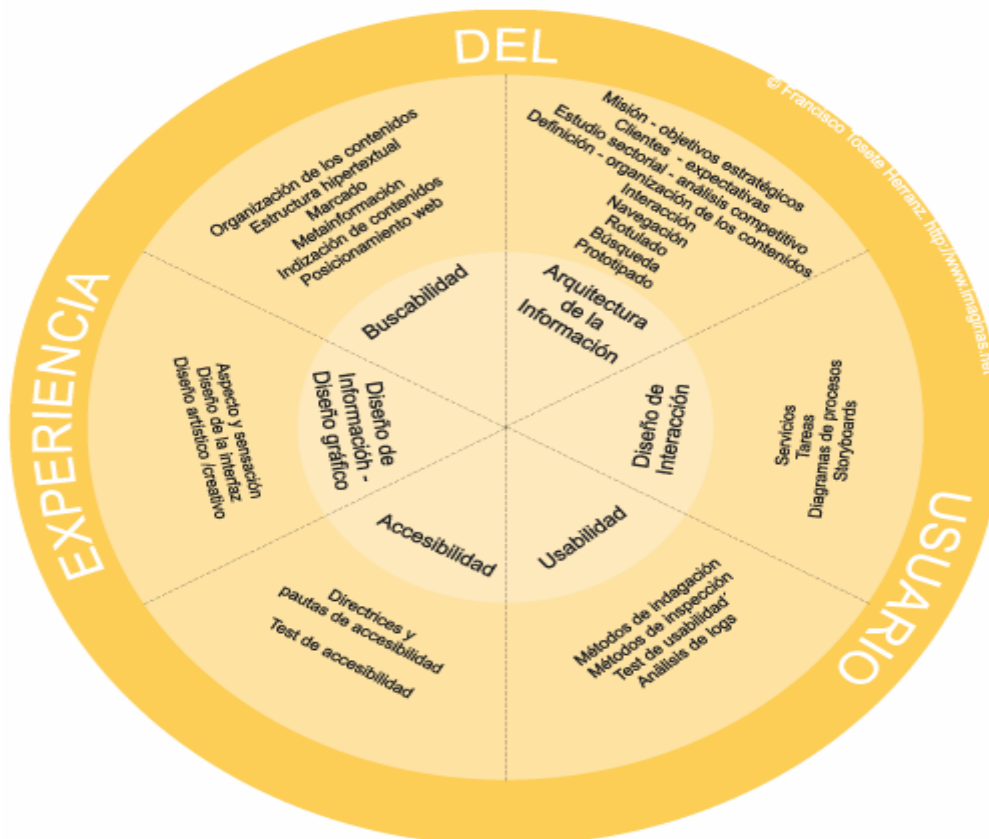 EXPERIENCIA
DEL
USUARIO
© Francisco Tosete Herranz. http://www.imaginas.net
Organización de los contenidos
Estructura hipertextual
Marcado
Metainformación
Indización de contenidos
Posicionamiento web
Buscabilidad
Misión - objetivos estratégicos
Clientes - expectativas
Estudio sectorial - análisis competitivo
Definición - organización de los contenidos
Interacción
Navegación
Rotulado
Búsqueda
Prototipado
Arquitectura
de la
Información
Diseño de
Interacción
Servicios
Tareas
Diagramas de procesos
Storyboards
Usabilidad
Métodos de indagación
Métodos de inspección
Test de usabilidad´
Análisis de logs
Accesibilidad
Directrices y
pautas de accesibilidad
Test de accesibilidad
Diseño de
Información -
Diseño gráfico
Aspecto y sensación
Diseño de la interfaz
Diseño artístico /creativo